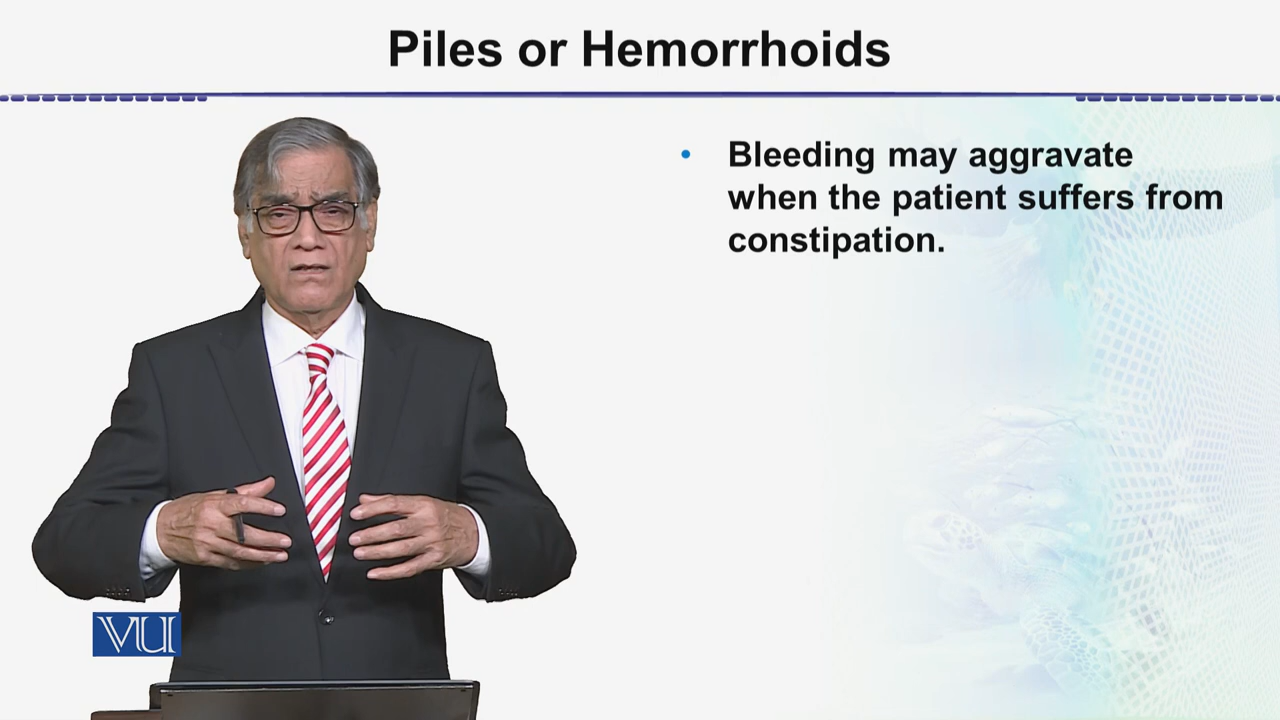 Piles or Hemorrhoids
• Bleeding may aggravate
when the patient suffers from
constipation.
VU